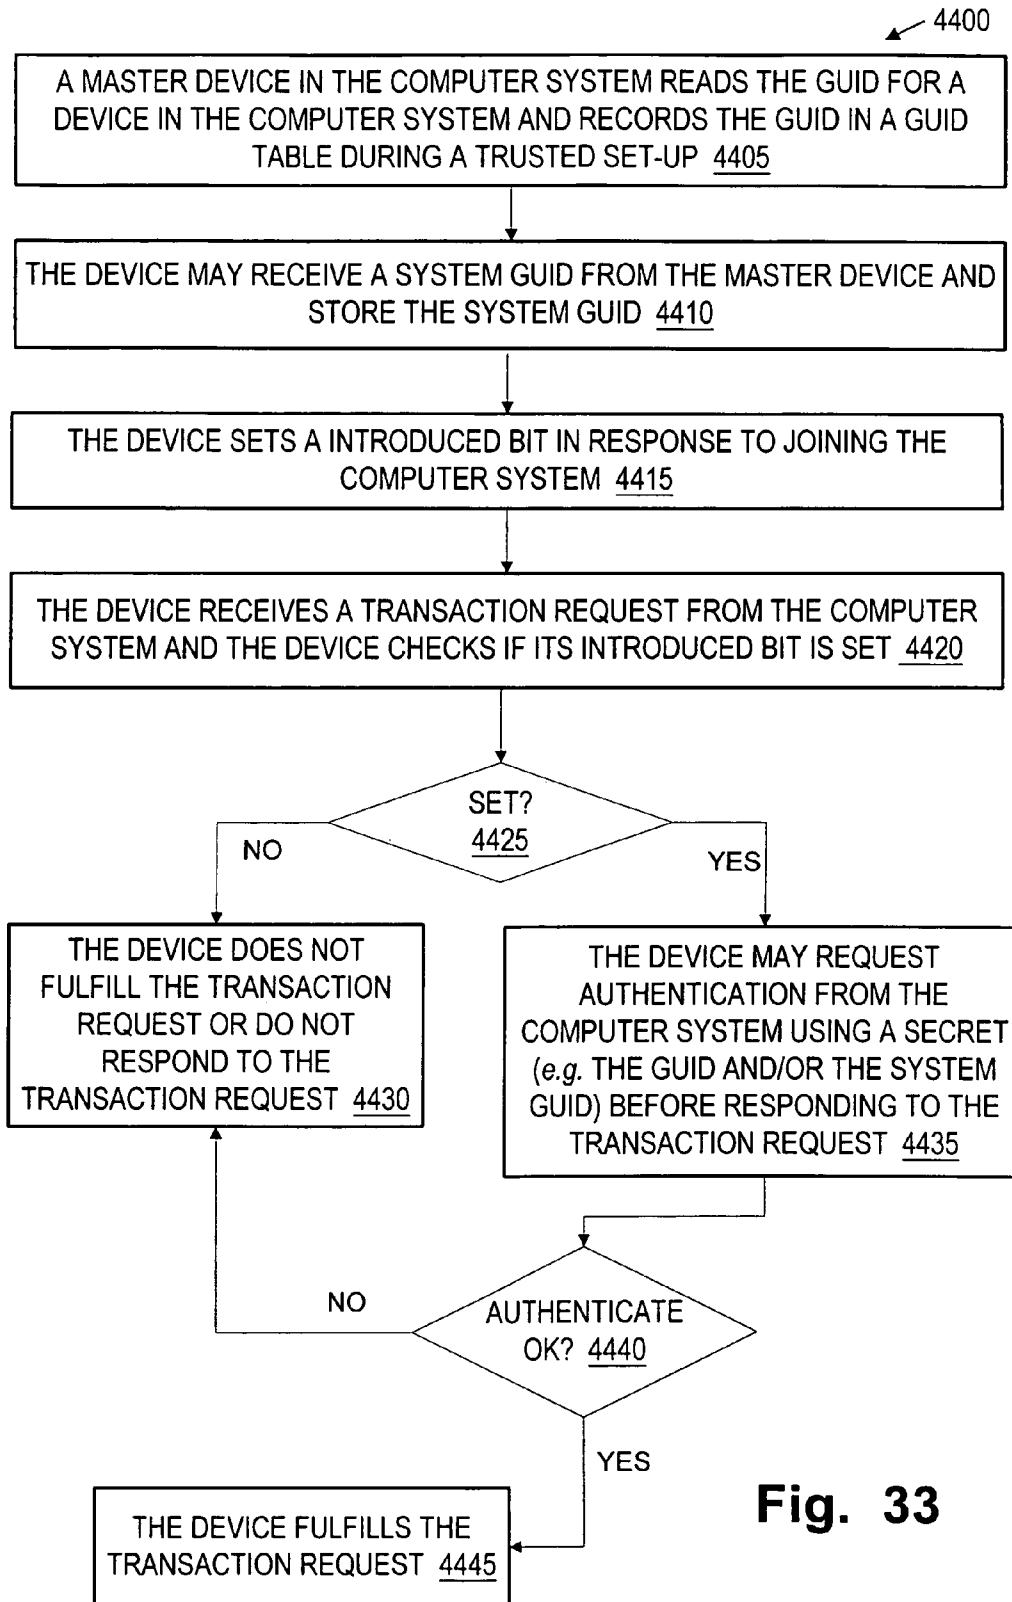 4400
A MASTER DEVICE IN THE COMPUTER SYSTEM READS THE GUID FOR A
DEVICE IN THE COMPUTER SYSTEM AND RECORDS THE GUID IN A GUID
TABLE DURING A TRUSTED SET-UP 4405
THE DEVICE MAY RECEIVE A SYSTEM GUID FROM THE MASTER DEVICE AND
STORE THE SYSTEM GUID 4410
THE DEVICE SETS A INTRODUCED BIT IN RESPONSE TO JOINING THE
COMPUTER SYSTEM 4415
THE DEVICE RECEIVES A TRANSACTION REQUEST FROM THE COMPUTER
SYSTEM AND THE DEVICE CHECKS IF ITS INTRODUCED BIT IS SET 4420
SET?
4425
NO
YES
THE DEVICE DOES NOT
FULFILL THE TRANSACTION
REQUEST OR DO NOT
RESPOND TO THE
TRANSACTION REQUEST 4430
THE DEVICE MAY REQUEST
AUTHENTICATION FROM THE
COMPUTER SYSTEM USING A SECRET
(e.g. THE GUID AND/OR THE SYSTEM
GUID) BEFORE RESPONDING TO THE
TRANSACTION REQUEST 4435
NO
AUTHENTICATE
OK? 4440
YES
THE DEVICE FULFILLS THE
TRANSACTION REQUEST 4445
Fig. 33